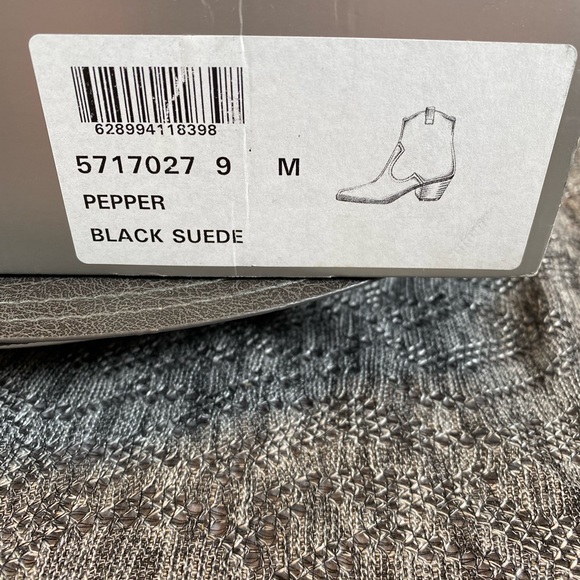 628994118398
5717027 9 M
PEPPER
BLACK SUEDE